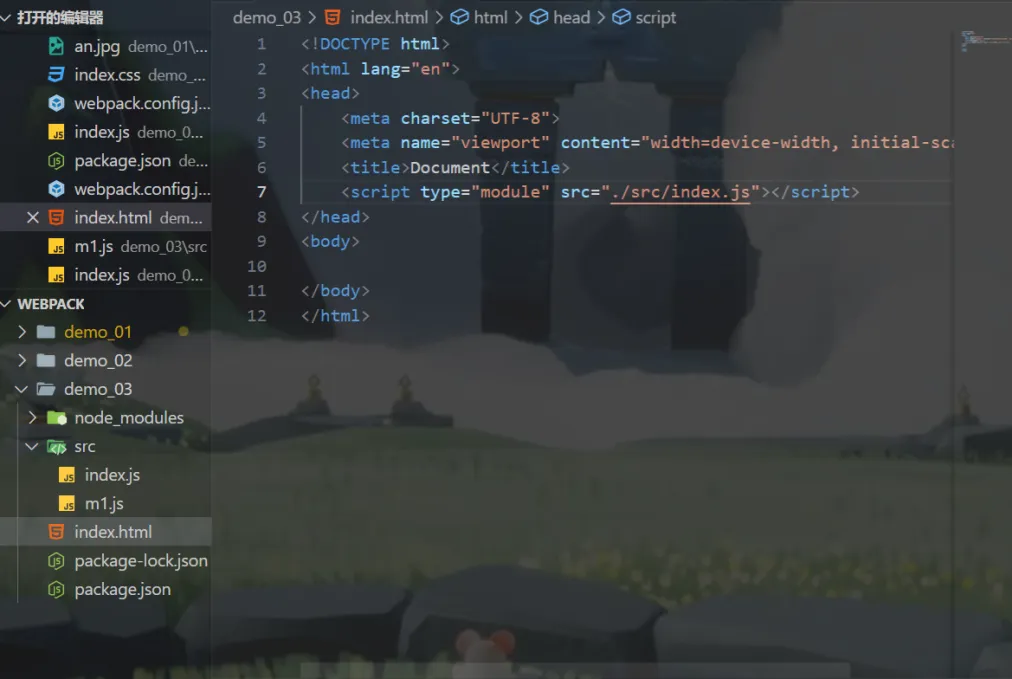 打开的编辑器
an.jpg demo_01\...
index.css demo_...
webpack.config.j...
index.js demo_0...
package.json de...
webpack.config.j...
index.html dem...
m1.js demo_03\src
index.js demo_0...
WEBPACK
demo_01
demo_02
demo_03
node_modules
src
index.js
m1.js
index.html
package-lock.json
package.json
demo_03 > index.html > html > head > script
1 <!DOCTYPE html>
2 <html lang="en">
3 <head>
4 <meta charset="UTF-8">
5 <meta name="viewport" content="width=device-width, initial-sca
6 <title>Document</title>
7 <script type="module" src="./src/index.js"></script>
8 </head>
9 <body>
10
11 </body>
12 </html>